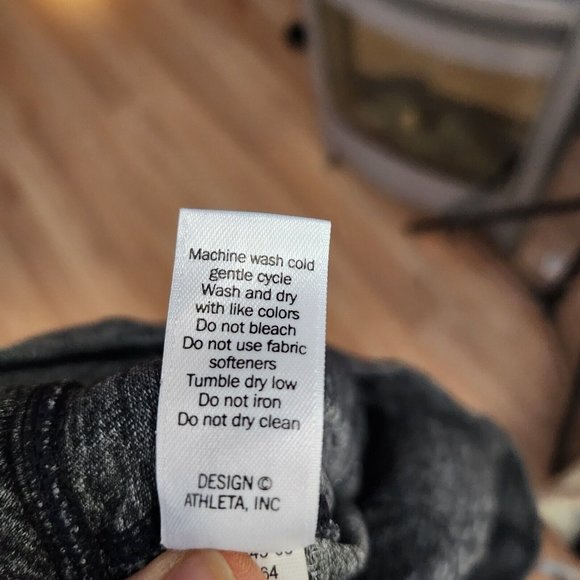 Machine wash cold
gentle cycle
Wash and dry
with like colors
Do not bleach
Do not use fabric
softeners
Tumble dry low
Do not iron
Do not dry clean
DESIGN ©
ATHLETA, INC
64